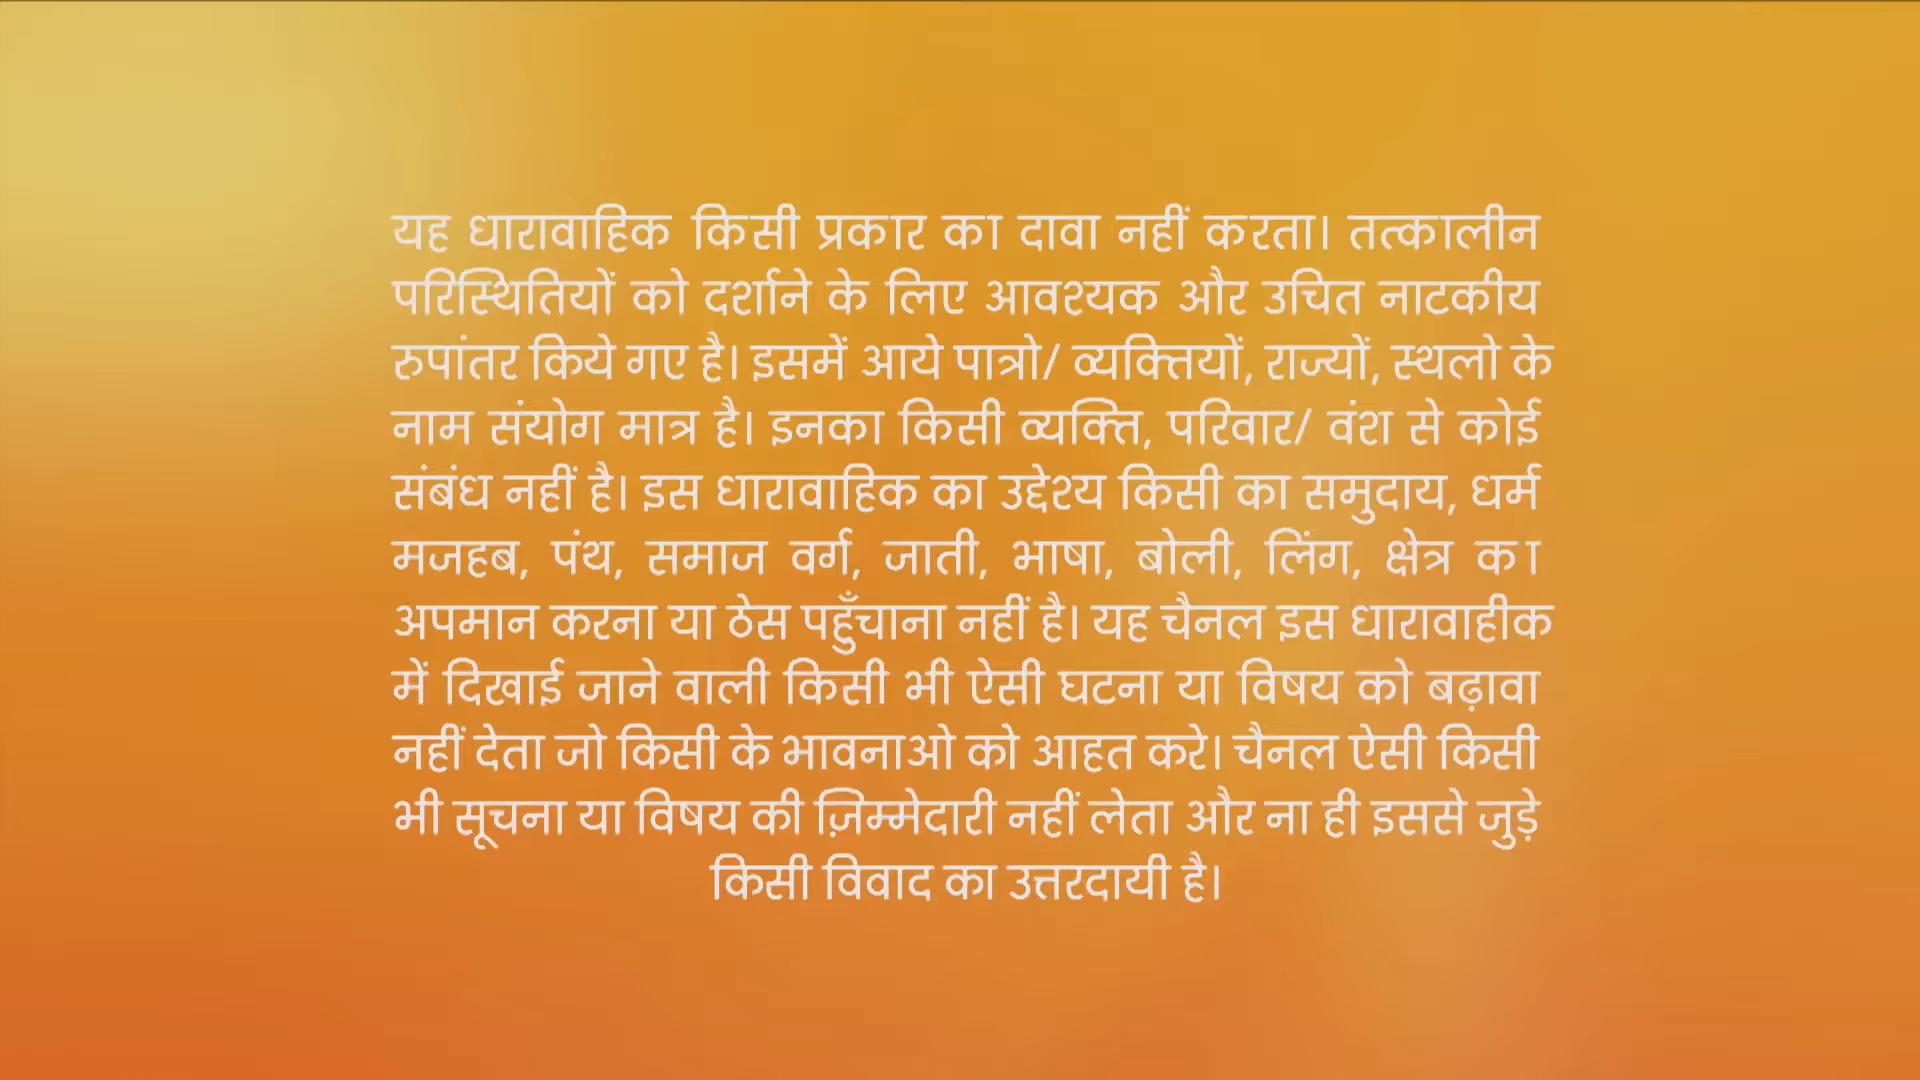 यह धारावाहिक किसी प्रकार का दावा नहीं करता। तत्कालीन
परिस्थितियों को दर्शाने के लिए आवश्यक और उचित नाटकीय
रुपांतर किये गए है। इसमें आये पात्रो/ व्यक्तियों, राज्यों, स्थलो के
नाम संयोग मात्र है। इनका किसी व्यक्ति, परिवार/ वंश से कोई
संबंध नहीं है। इस धारावाहिक का उद्देश्य किसी का समुदाय, धर्म
मजहब, पंथ, समाज वर्ग, जाती, भाषा, बोली, लिंग, क्षेत्र का
अपमान करना या ठेस पहुँचाना नहीं है। यह चैनल इस धारावाहीक
में दिखाई जाने वाली किसी भी ऐसी घटना या विषय को बढ़ावा
नहीं देता जो किसी के भावनाओ को आहत करे। चैनल ऐसी किसी
भी सूचना या विषय की ज़िम्मेदारी नहीं लेता और ना ही इससे जुड़े
किसी विवाद का उत्तरदायी है।